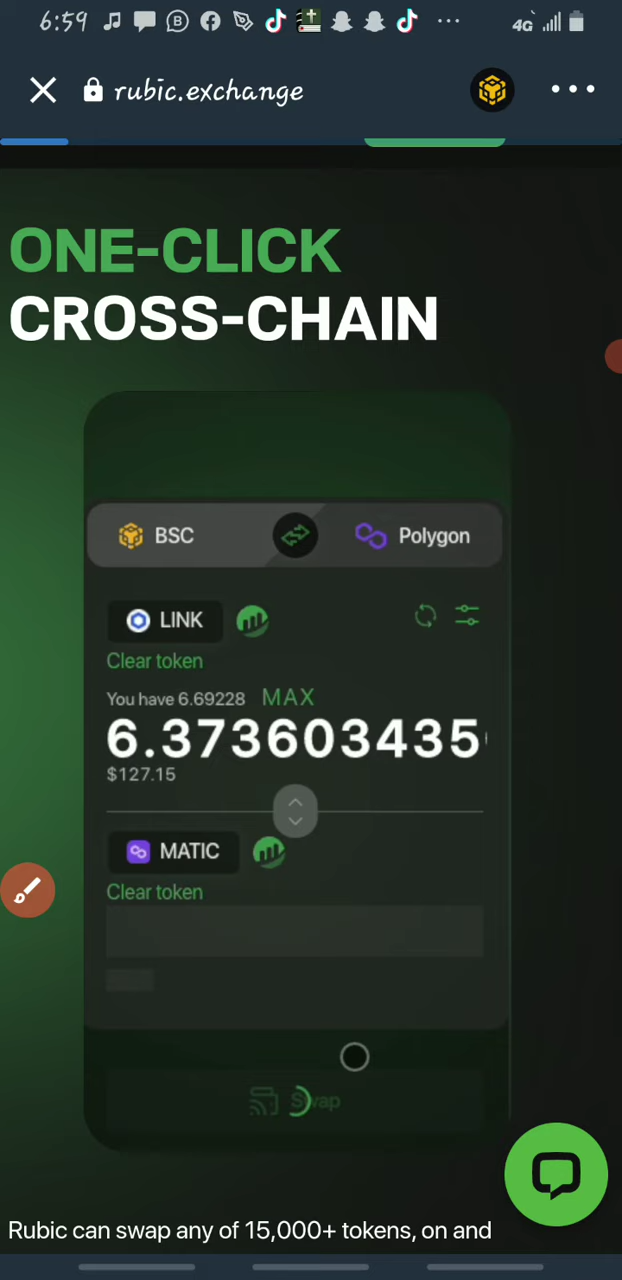 6:59
4G
rubic.exchange
ONE-CLICK
CROSS-CHAIN
BSC
Polygon
LINK
Clear token
You have 6.69228 MAX
6.373603435
$127.15
MATIC
Clear token
Swap
Rubic can swap any of 15,000+ tokens, on and